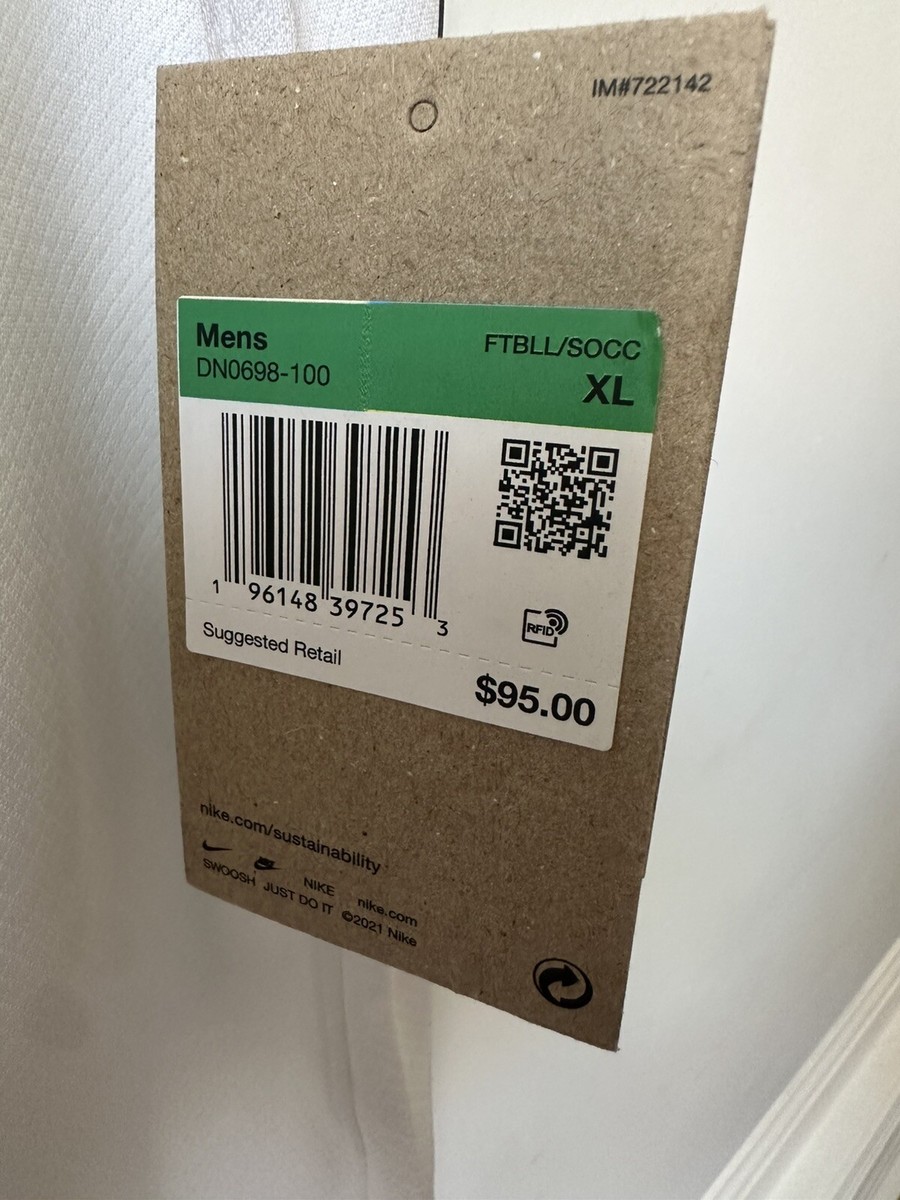 IM#722142
Mens
FTBLL/SOCC
DN0698-100
XL
1 96148 39725 3
RFID
Suggested Retail
$95.00
nike.com/sustainability
NIKE nike.com
SWOOSH JUST DO IT ©2021 Nike